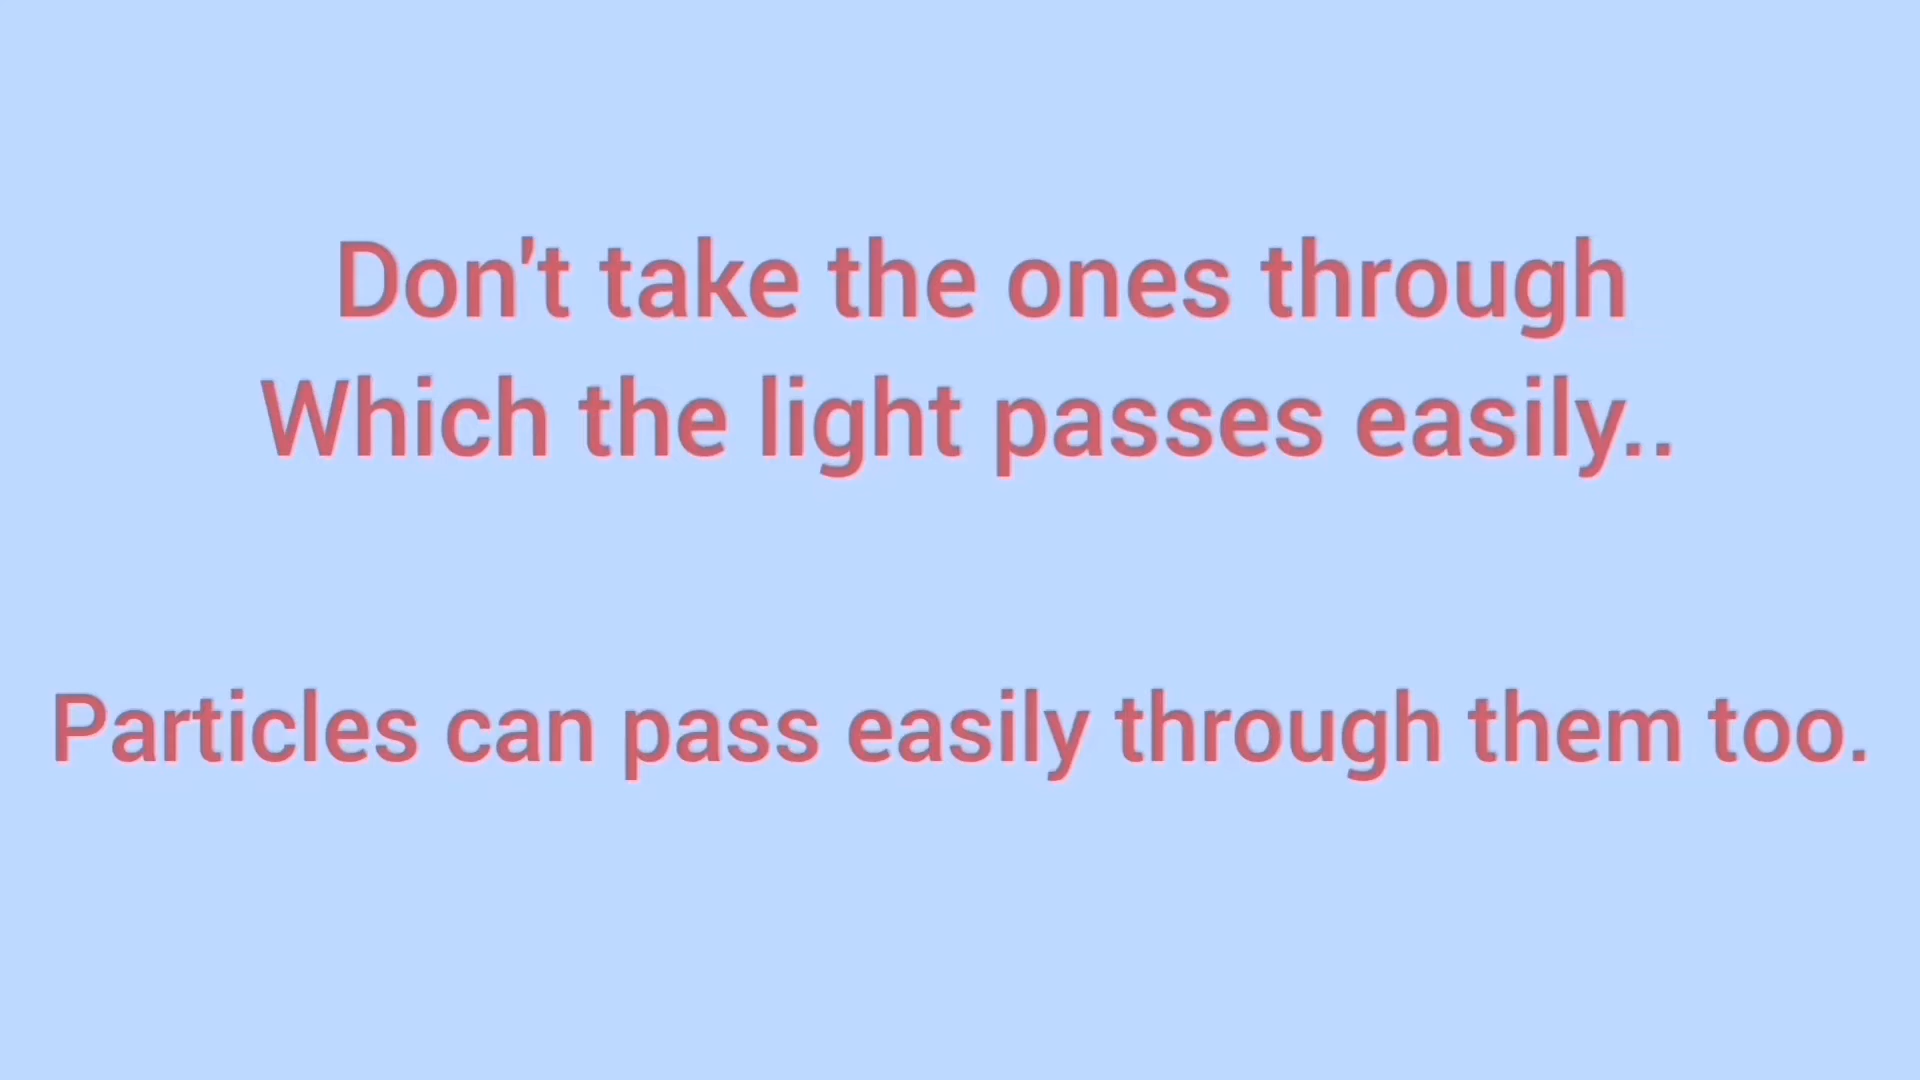 Don't take the ones through
Which the light passes easily..
Particles can pass easily through them too.